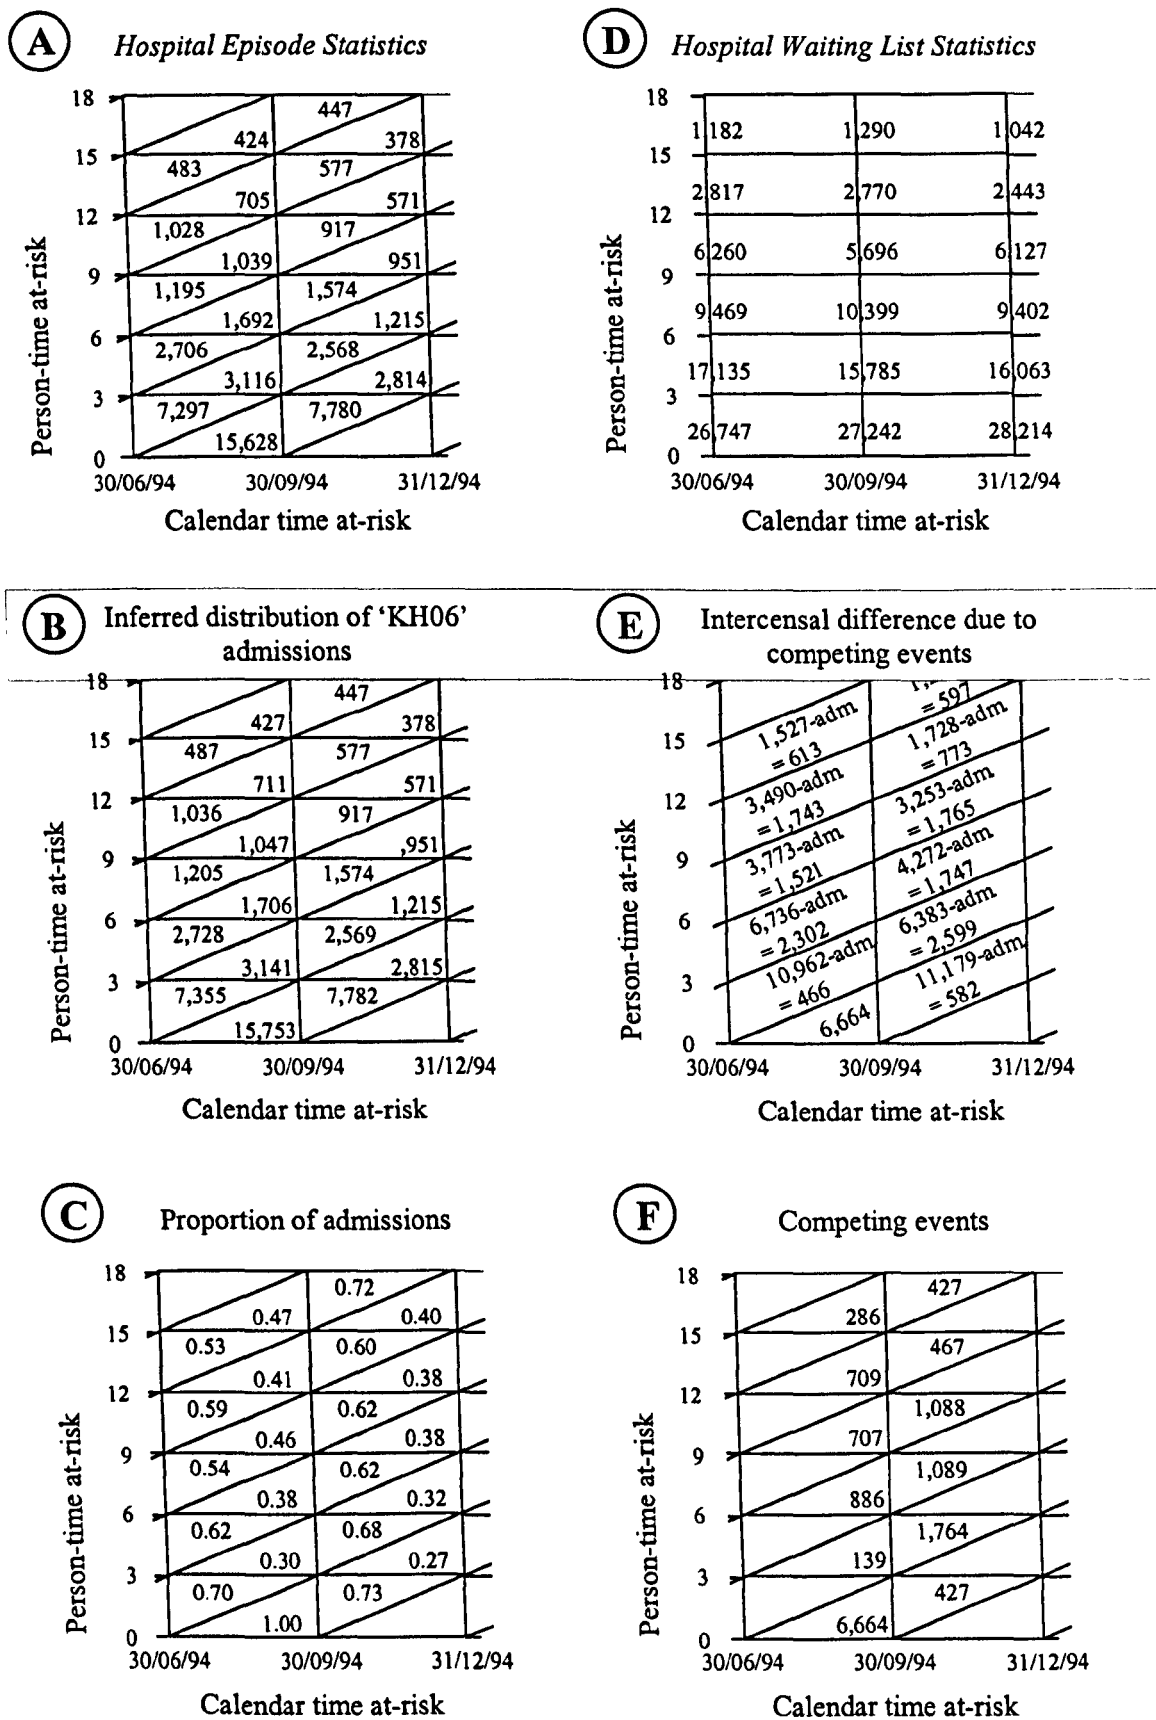 A Hospital Episode Statistics
18
447
424 378
15
483 577
705 571
12
1,028 917
1,039 951
9
1,195 1,574
1,692 1,215
6
2,706 2,568
3,116 2,814
3
7,297 7,780
15,628
0
30/06/94 30/09/94 31/12/94
Calendar time at-risk
Person-time at-risk
D Hospital Waiting List Statistics
18
1,182 1,290 1,042
15
2,817 2,770 2,443
12
6,260 5,696 6,127
9
9,469 10,399 9,402
6
17,135 15,785 16,063
3
26,747 27,242 28,214
0
30/06/94 30/09/94 31/12/94
Calendar time at-risk
Person-time at-risk
B Inferred distribution of ‘KH06’
admissions
18
447
427 378
15
487 577
711 571
12
1,036 917
1,047 ,951
9
1,205 1,574
1,706 1,215
6
2,728 2,569
3,141 2,815
3
7,355 7,782
15,753
0
30/06/94 30/09/94 31/12/94
Calendar time at-risk
Person-time at-risk
E Intercensal difference due to
competing events
18
= 597
1,527-adm
= 613
1,728-adm
= 773
15
3,490-adm
= 1,743
3,253-adm
= 1,765
12
3,773-adm
= 1,521
4,272-adm
= 1,747
9
6,736-adm
= 2,302
6,383-adm
= 2,599
6
10,962-adm
= 466
11,179-adm
= 582
3
6,664
0
30/06/94 30/09/94 31/12/94
Calendar time at-risk
Person-time at-risk
C Proportion of admissions
18
0.72
0.47 0.40
15
0.53 0.60
0.41 0.38
12
0.59 0.62
0.46 0.38
9
0.54 0.62
0.38 0.32
6
0.62 0.68
0.30 0.27
3
0.70 0.73
1.00
0
30/06/94 30/09/94 31/12/94
Calendar time at-risk
Person-time at-risk
F Competing events
18
427
286
15
467
709
12
1,088
707
9
1,089
886
6
1,764
139
3
427
6,664
0
30/06/94 30/09/94 31/12/94
Calendar time at-risk
Person-time at-risk